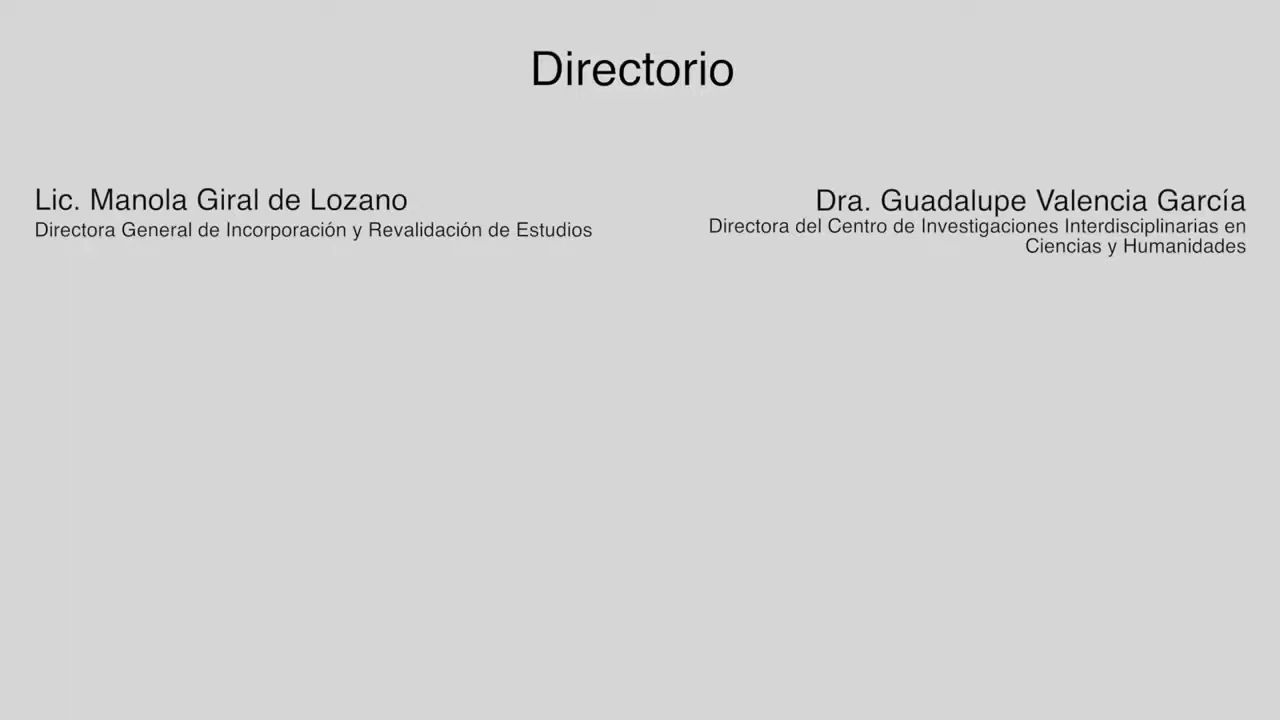 Directorio
Lic. Manola Giral de Lozano
Directora General de Incorporación y Revalidación de Estudios
Dra. Guadalupe Valencia García
Directora del Centro de Investigaciones Interdisciplinarias en
Ciencias y Humanidades